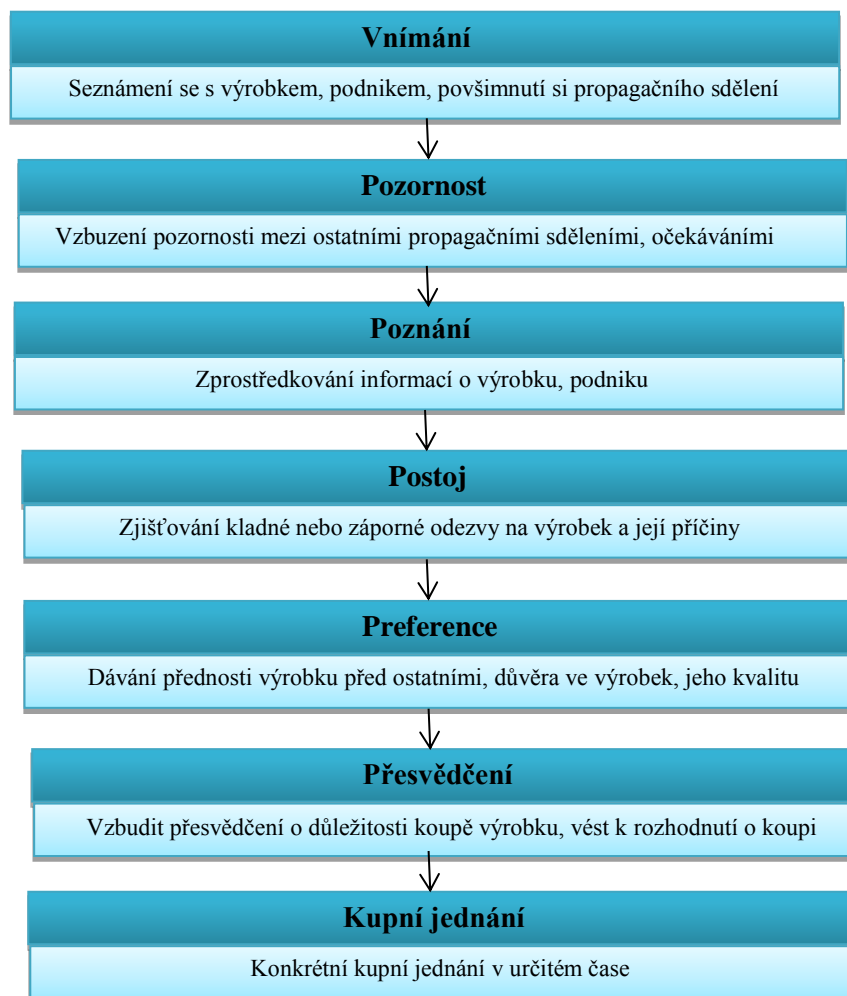 Vnímání
Seznámení se s výrobkem, podnikem, povšimnutí si propagačního sdělení
Pozornost
Vzbuzení pozornosti mezi ostatními propagačními sděleními, očekáváními
Poznání
Zprostředkování informací o výrobku, podniku
Postoj
Zjišťování kladné nebo záporné odezvy na výrobek a její příčiny
Preference
Dávání přednosti výrobku před ostatními, důvěra ve výrobek, jeho kvalitu
Přesvědčení
Vzbudit přesvědčení o důležitosti koupě výrobku, vést k rozhodnutí o koupi
Kupní jednání
Konkrétní kupní jednání v určitém čase